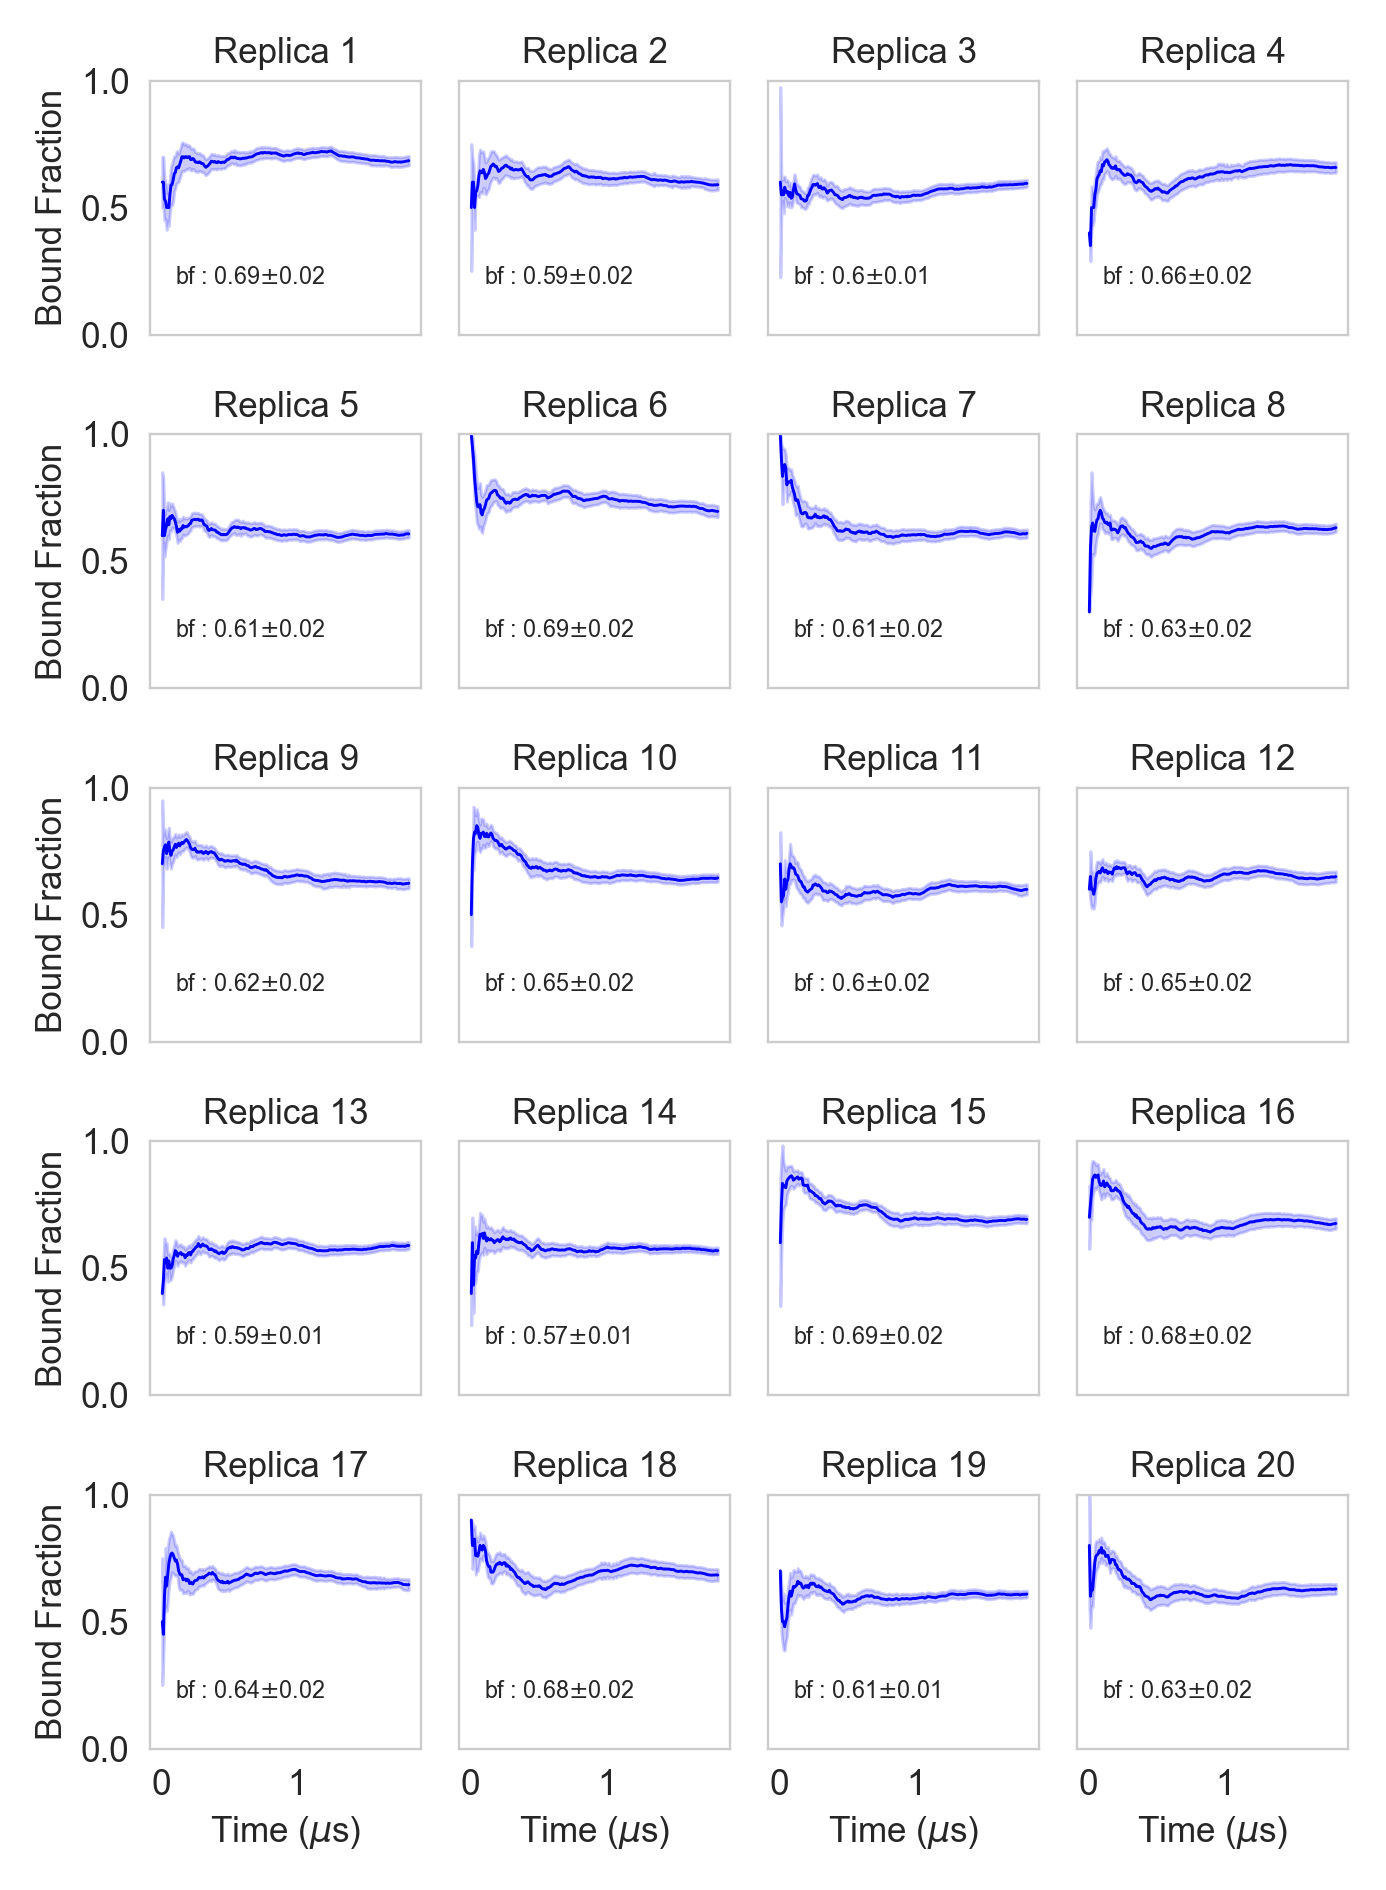 Replica 1
Replica 2
Replica 3
Replica 4
Bound Fraction
1.0
0.5
0.0
bf : 0.69±0.02
bf : 0.59±0.02
bf : 0.6±0.01
bf : 0.66±0.02
Replica 5
Replica 6
Replica 7
Replica 8
Bound Fraction
1.0
0.5
0.0
bf : 0.61±0.02
bf : 0.69±0.02
bf : 0.61±0.02
bf : 0.63±0.02
Replica 9
Replica 10
Replica 11
Replica 12
Bound Fraction
1.0
0.5
0.0
bf : 0.62±0.02
bf : 0.65±0.02
bf : 0.6±0.02
bf : 0.65±0.02
Replica 13
Replica 14
Replica 15
Replica 16
Bound Fraction
1.0
0.5
0.0
bf : 0.59±0.01
bf : 0.57±0.01
bf : 0.69±0.02
bf : 0.68±0.02
Replica 17
Replica 18
Replica 19
Replica 20
Bound Fraction
1.0
0.5
0.0
bf : 0.64±0.02
bf : 0.68±0.02
bf : 0.61±0.01
bf : 0.63±0.02
0 1
0 1
0 1
0 1
Time (μs)
Time (μs)
Time (μs)
Time (μs)